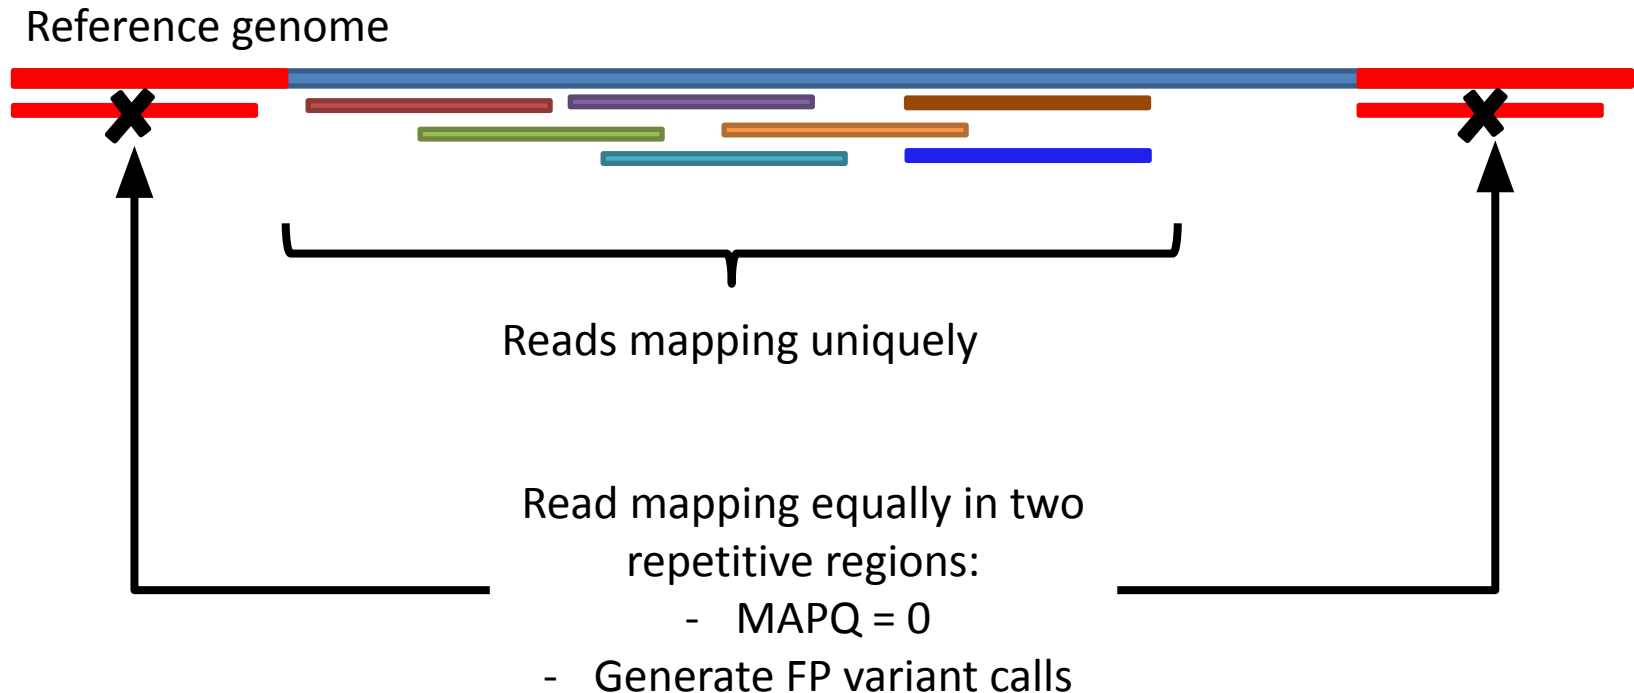 Reference genome
Reads mapping uniquely
Read mapping equally in two
repetitive regions:
- MAPQ = 0
- Generate FP variant calls